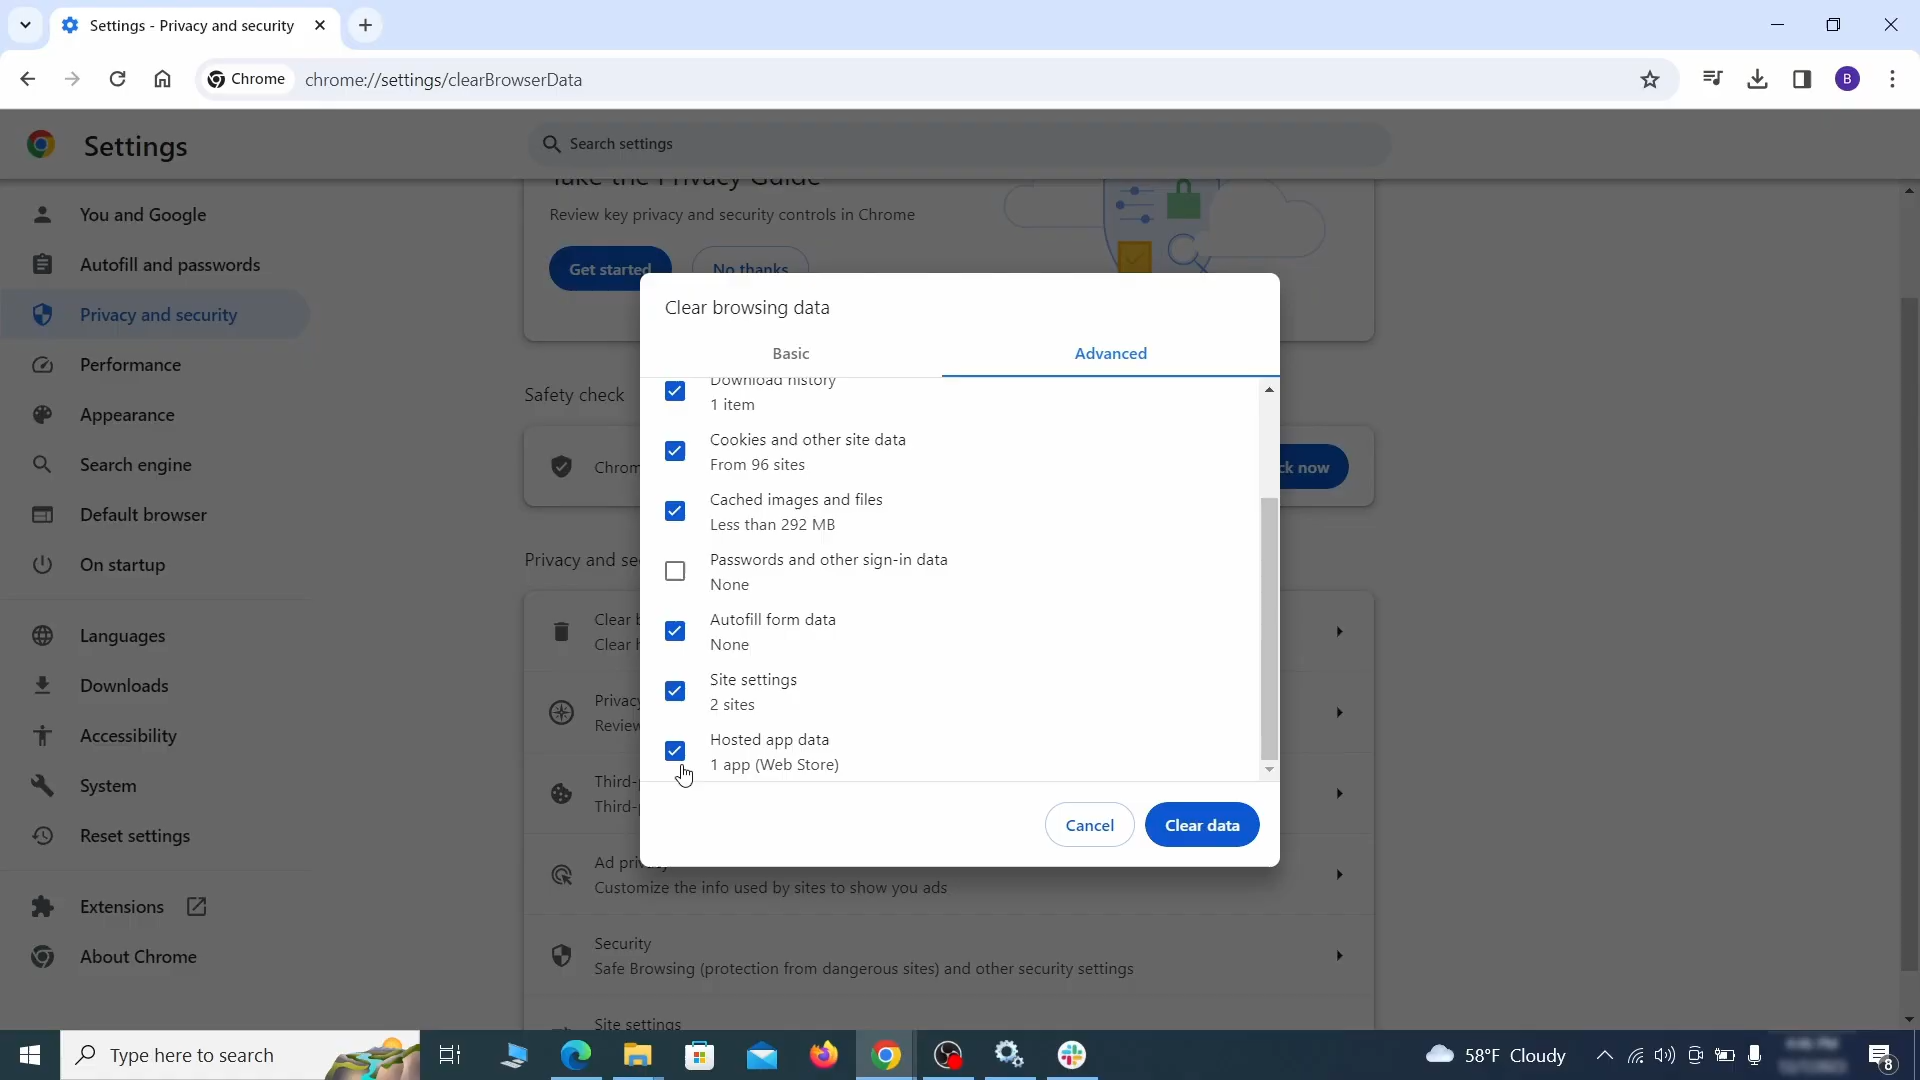 Settings - Privacy and security
Chrome
chrome://settings/clearBrowserData
B
Settings
Search settings
You and Google
Autofill and passwords
Privacy and security
Performance
Appearance
Search engine
Default browser
On startup
Languages
Downloads
Accessibility
System
Reset settings
Extensions
About Chrome
Take the Privacy Guide
Review key privacy and security controls in Chrome
Get started
No thanks
Safety check
Chrom
ck now
Privacy and se
Clear b
Clear h
Privacy
Review
Third-p
Third-p
Ad privacy
Customize the info used by sites to show you ads
Security
Safe Browsing (protection from dangerous sites) and other security settings
Site settings
Clear browsing data
Basic
Advanced
Download history
1 item
Cookies and other site data
From 96 sites
Cached images and files
Less than 292 MB
Passwords and other sign-in data
None
Autofill form data
None
Site settings
2 sites
Hosted app data
1 app (Web Store)
Cancel
Clear data
Type here to search
58°F Cloudy
8